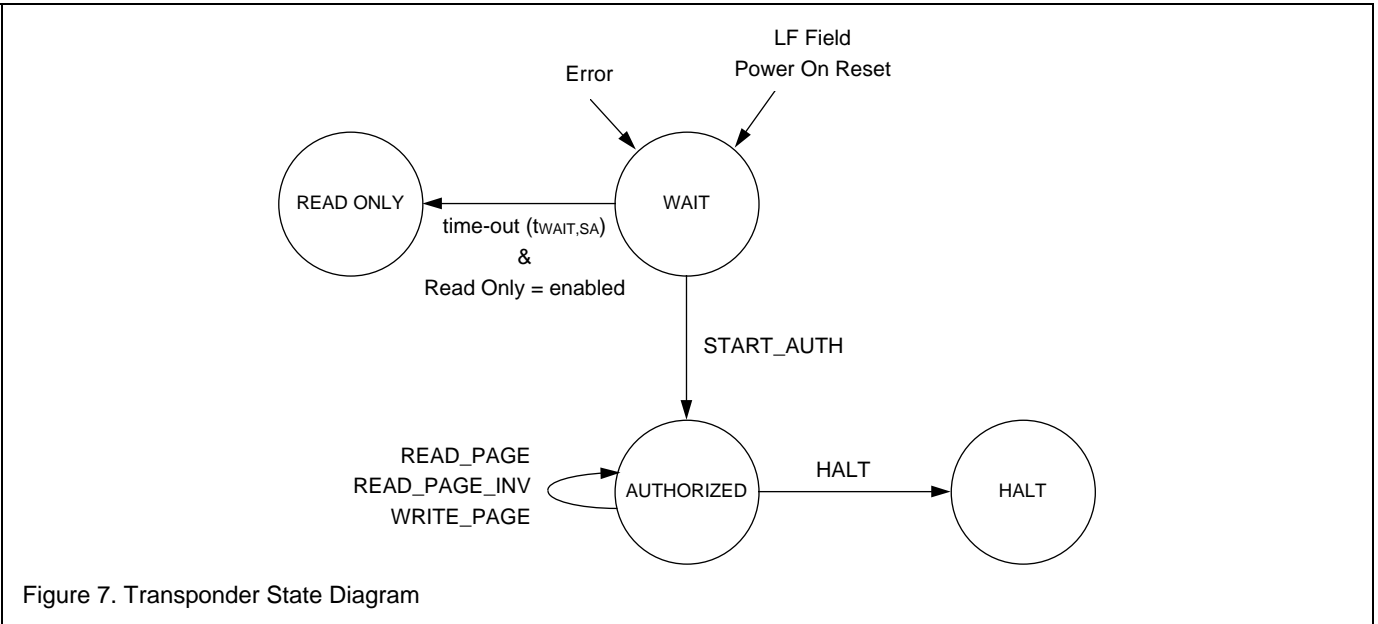 LF Field
Power On Reset
Error
READ ONLY
WAIT
time-out (tWAIT,SA)
&
Read Only = enabled
START_AUTH
READ_PAGE
READ_PAGE_INV
WRITE_PAGE
AUTHORIZED
HALT
HALT
Figure 7. Transponder State Diagram